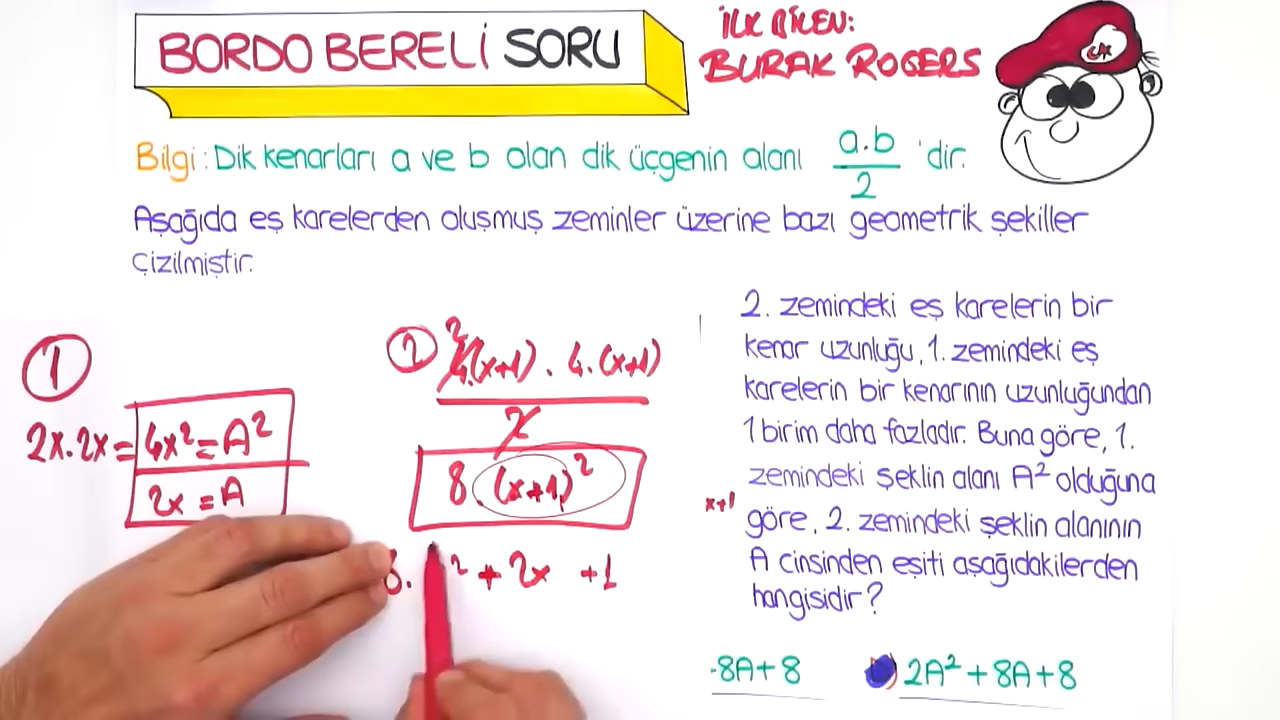 BORDO BERELİ SORU
İLK BİLEN:
BURAK ROGERS
Bilgi: Dik kenarları a ve b olan dik üçgenin alanı a.b/2 'dir.
Aşağıda eş karelerden oluşmuş zeminler üzerine bazı geometrik şekiller
çizilmiştir.
1
2x.2x = 4x² = A²
2x = A
2
4.(x+1) . 4.(x+1)
2
2
8.(x+1)²
8. ² + 2x + 1
2. zemindeki eş karelerin bir
kenar uzunluğu, 1. zemindeki eş
karelerin bir kenarının uzunluğundan
1 birim daha fazladır. Buna göre, 1.
zemindeki şeklin alanı A² olduğuna
x+1
göre, 2. zemindeki şeklin alanının
A cinsinden eşiti aşağıdakilerden
hangisidir?
-8A+8
) 2A² + 8A + 8